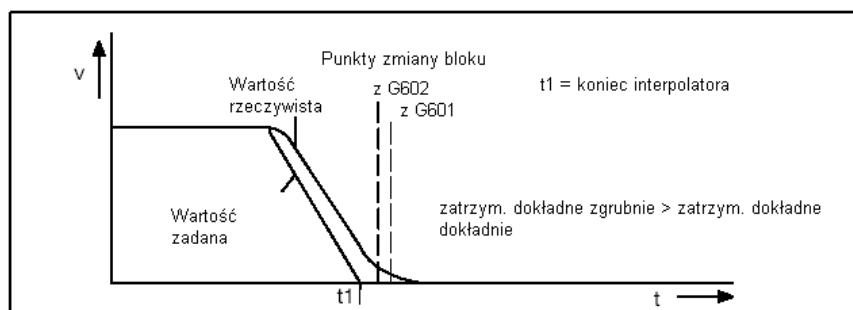 Punkty zmiany bloku
v
Wartość
rzeczywista
z G602
z G601
t1 = koniec interpolatora
Wartość
zadana
zatrzym. dokładne zgrubnie > zatrzym. dokładne
dokładnie
t1
t